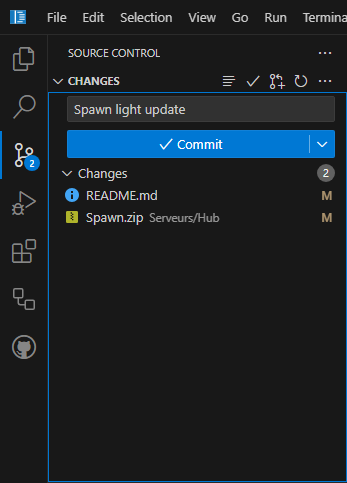 File Edit Selection View Go Run Termina
SOURCE CONTROL
CHANGES
Spawn light update
Commit
Changes 2
README.md M
Spawn.zip Serveurs/Hub M
2